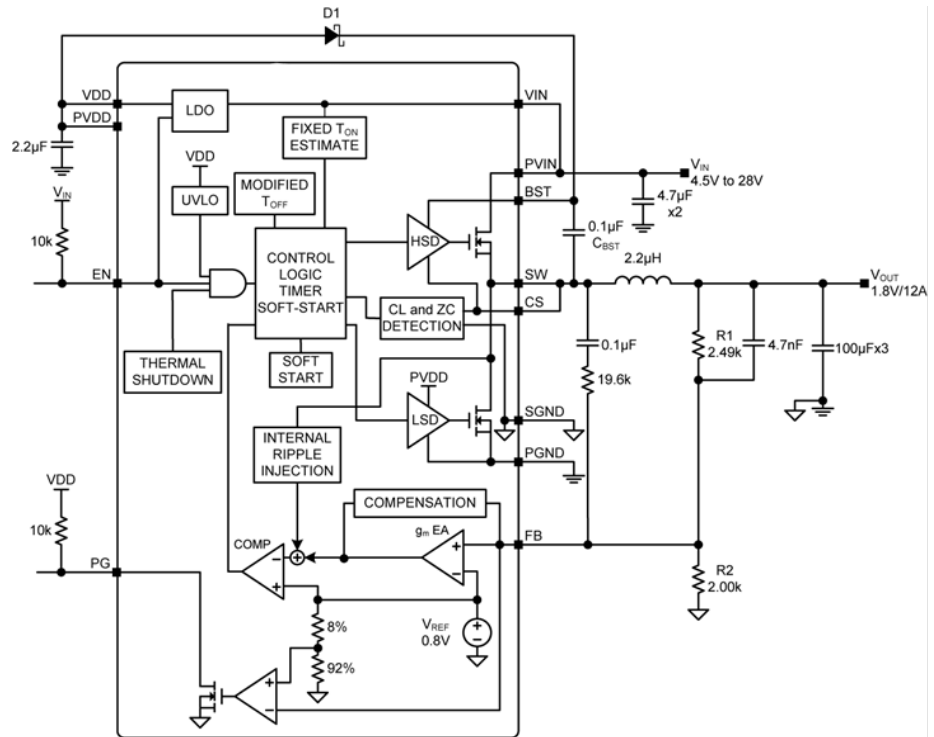 D1
VDD
PVDD
2.2µF
LDO
VIN
FIXED TON
ESTIMATE
PVIN
VIN
4.5V to 28V
BST
4.7µF
x2
VIN
10k
VDD
UVLO
MODIFIED
TOFF
HSD
0.1µF
CBST
2.2µH
CONTROL
LOGIC
TIMER
SOFT-START
EN
SW
VOUT
1.8V/12A
CS
CL and ZC
DETECTION
THERMAL
SHUTDOWN
SOFT
START
0.1µF
19.6k
R1
2.49k
4.7nF
100µFx3
PVDD
LSD
SGND
INTERNAL
RIPPLE
INJECTION
PGND
VDD
10k
COMPENSATION
gm EA
FB
COMP
−
+
+
+
−
PG
R2
2.00k
8%
VREF
0.8V
+
−
92%
+
−